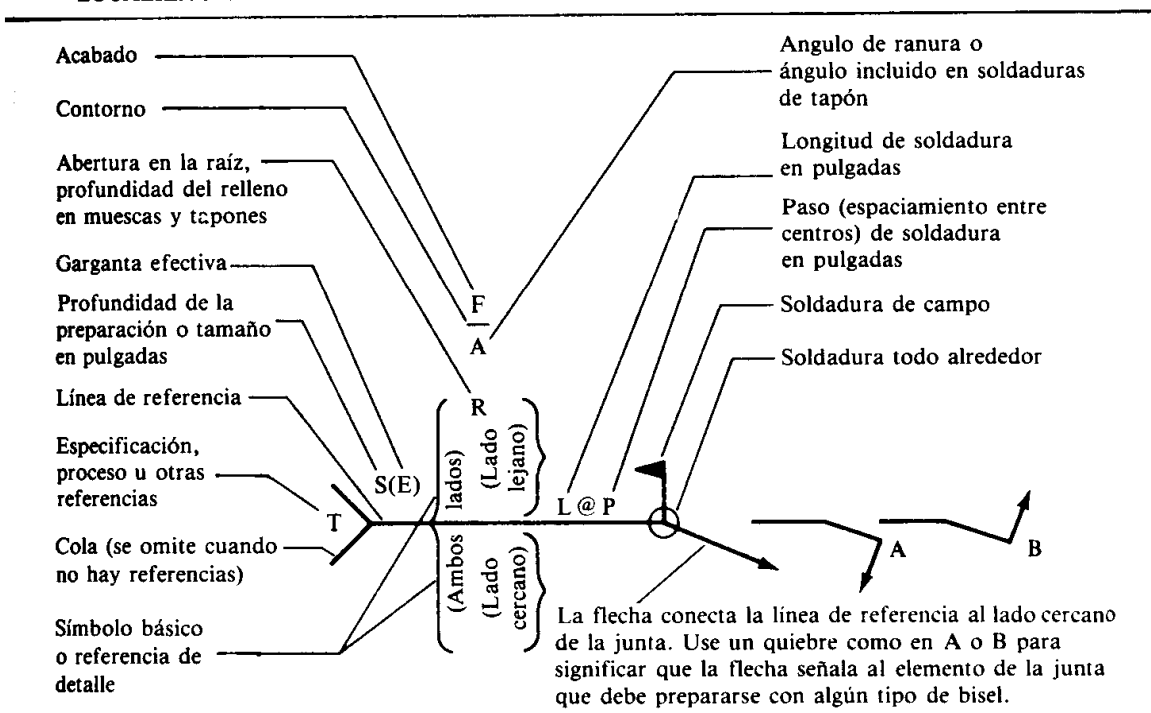 Acabado
Contorno
Abertura en la raíz,
profundidad del relleno
en muescas y tapones
Garganta efectiva
Profundidad de la
preparación o tamaño
en pulgadas
Línea de referencia
Especificación,
proceso u otras
referencias
Cola (se omite cuando
no hay referencias)
Símbolo básico
o referencia de
detalle
F
A
R
S(E)
T
(Ambos lados)
(Lado
lejano)
(Lado
cercano)
L @ P
Angulo de ranura o
ángulo incluido en soldaduras
de tapón
Longitud de soldadura
en pulgadas
Paso (espaciamiento entre
centros) de soldadura
en pulgadas
Soldadura de campo
Soldadura todo alrededor
A
B
La flecha conecta la línea de referencia al lado cercano
de la junta. Use un quiebre como en A o B para
significar que la flecha señala al elemento de la junta
que debe prepararse con algún tipo de bisel.